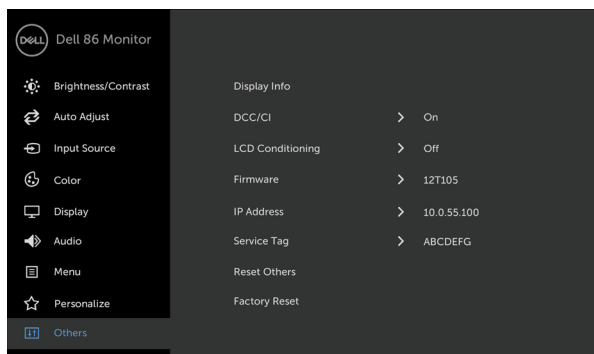 DELL Dell 86 Monitor
Brightness/Contrast
Auto Adjust
Input Source
Color
Display
Audio
Menu
Personalize
Others
Display Info
DCC/CI > On
LCD Conditioning > Off
Firmware > 12T105
IP Address > 10.0.55.100
Service Tag > ABCDEFG
Reset Others
Factory Reset